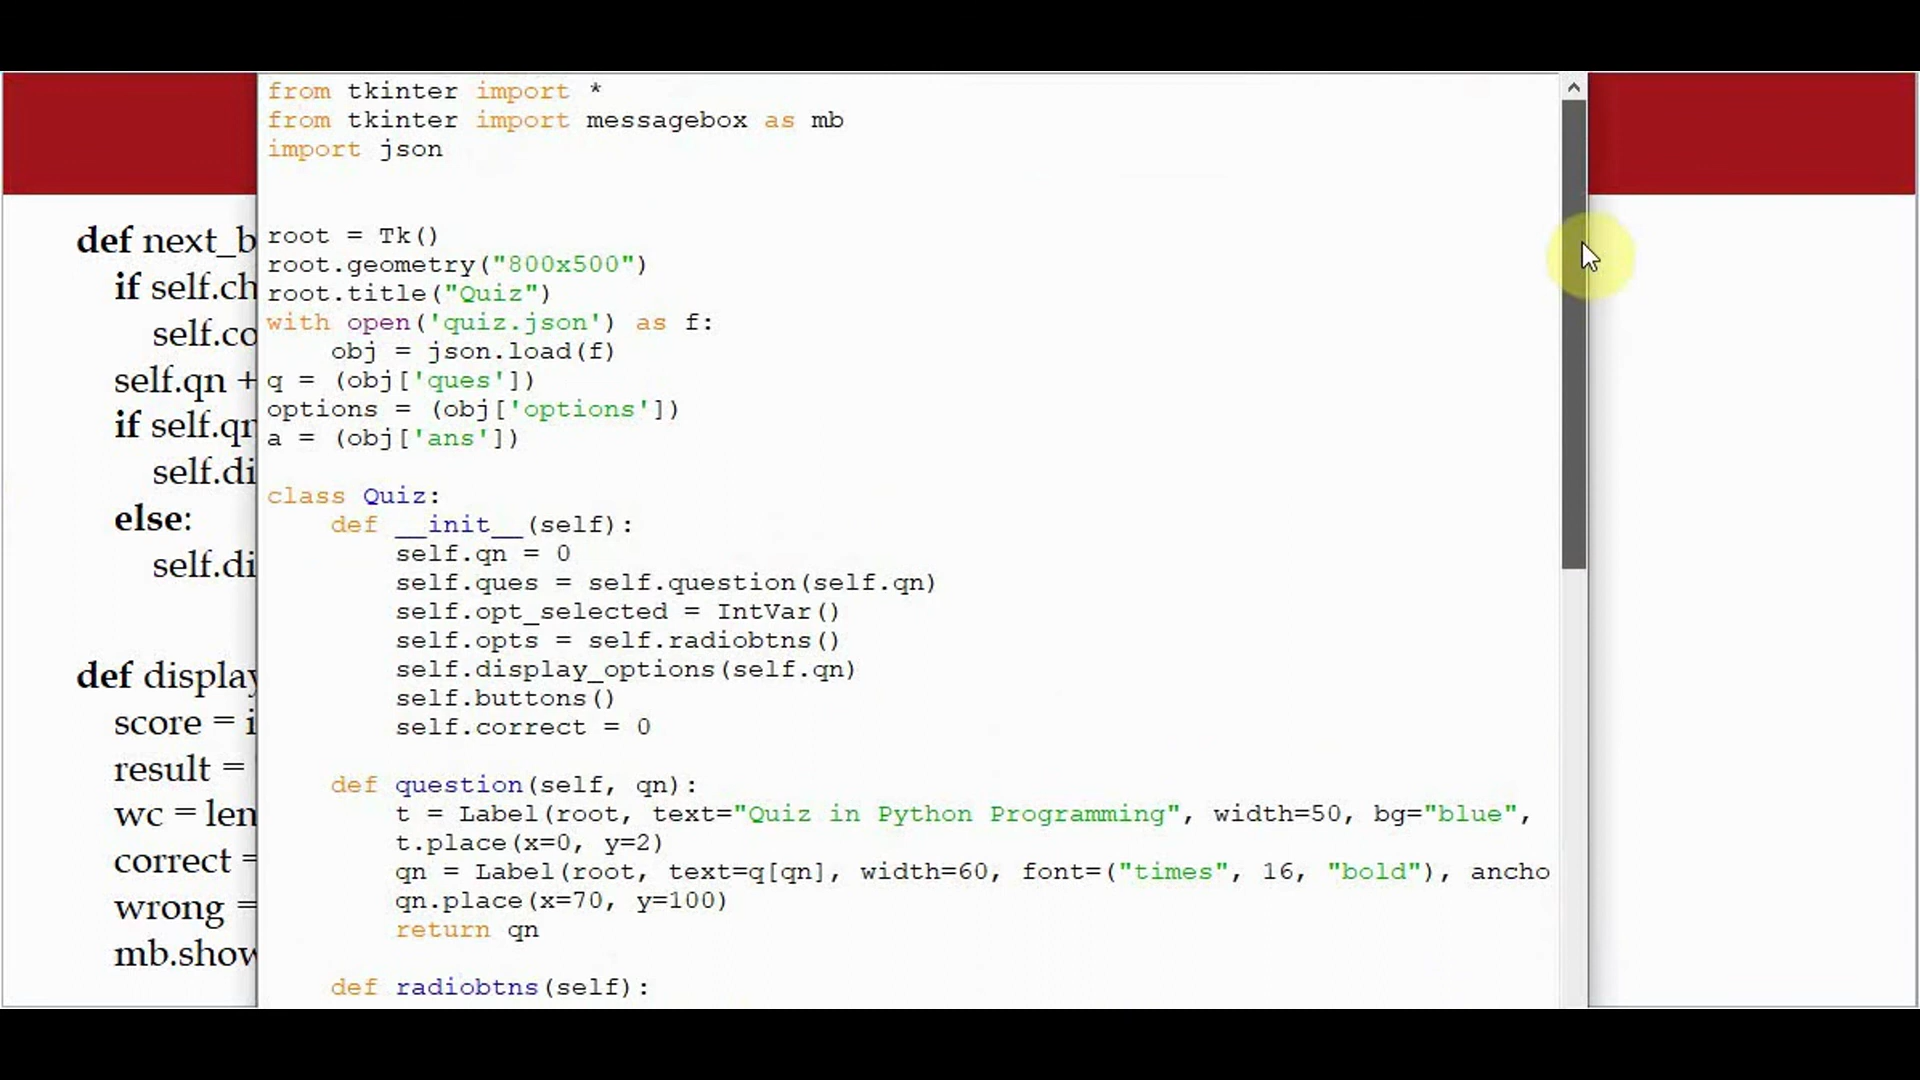 from tkinter import *
from tkinter import messagebox as mb
import json
root = Tk()
root.geometry("800x500")
root.title("Quiz")
with open('quiz.json') as f:
    obj = json.load(f)
q = (obj['ques'])
options = (obj['options'])
a = (obj['ans'])
class Quiz:
    def __init__(self):
        self.qn = 0
        self.ques = self.question(self.qn)
        self.opt_selected = IntVar()
        self.opts = self.radiobtns()
        self.display_options(self.qn)
        self.buttons()
        self.correct = 0
    def question(self, qn):
        t = Label(root, text="Quiz in Python Programming", width=50, bg="blue",
        t.place(x=0, y=2)
        qn = Label(root, text=q[qn], width=60, font=("times", 16, "bold"), ancho
        qn.place(x=70, y=100)
        return qn
    def radiobtns(self):
def next_b
if self.ch
self.co
self.qn +
if self.qn
self.di
else:
self.di
def display
score = i
result =
wc = len
correct =
wrong =
mb.show